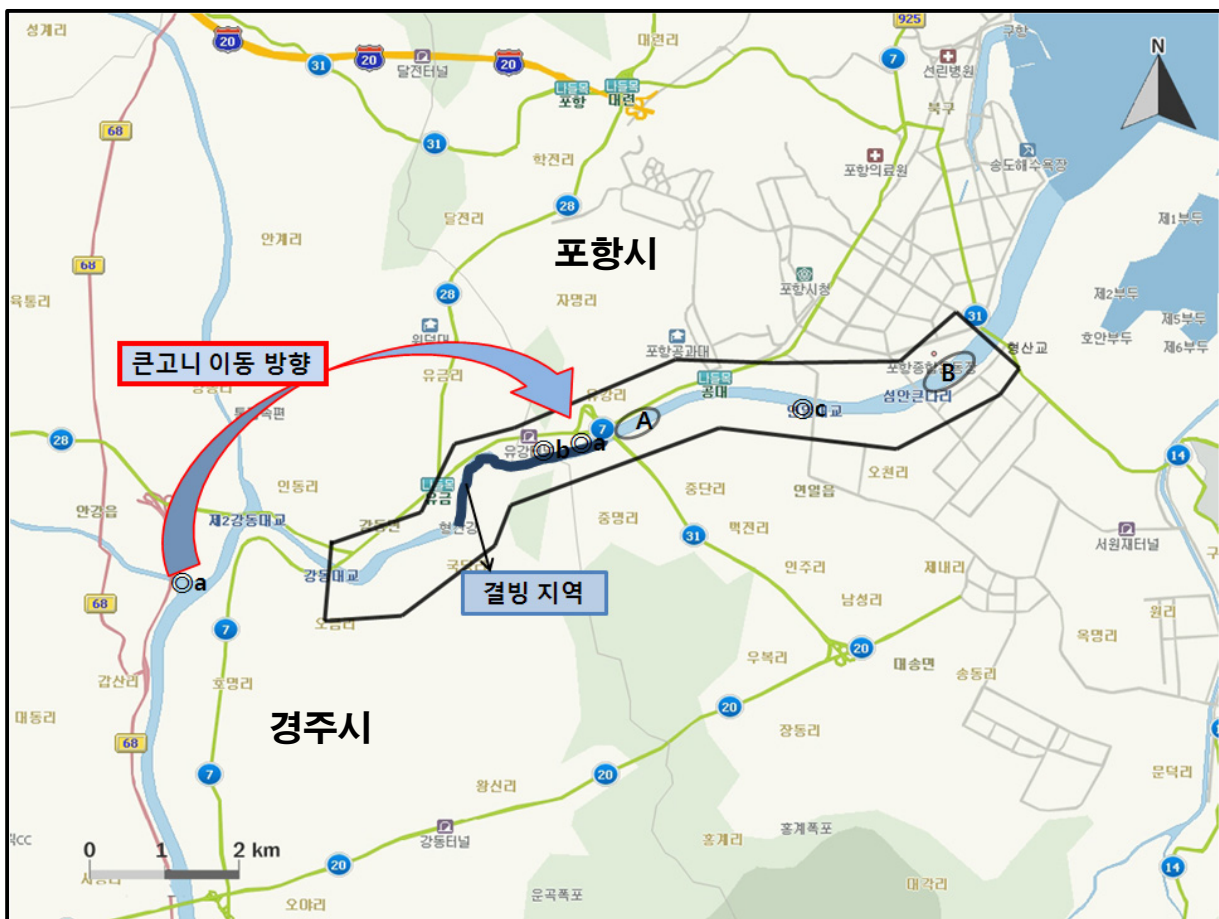 성계리
20
31
20
달전터널
20
대련리
925
구항
7
선린병원
북구
N
나들목
포항
나들목
대련
68
31
학전리
포항의료원
송도해수욕장
28
달전리
제1부두
안계리
포항시
68
육통리
28
자명리
포항시청
제2부두
제5부두
호안부두
제6부두
31
형산교
위덕대
포항공과대
큰고니 이동 방향
유금리
나들목
공대
유강리
포항종합운동장
B
섬안큰다리
A
c
7
a
b
28
14
인동리
나들목
유금
중단리
연일읍
오천리
안강읍
제2강동대교
강동면
형산강
중명리
택전리
서원재터널
31
강동대교
a
결빙 지역
인주리
제내리
68
7
오금리
남성리
원리
옥명리
20
우복리
대송면
송동리
갑산리
호명리
대동리
경주시
20
장동리
68
7
20
왕신리
문덕리
강동터널
홍계리
홍계폭포
0 1 2 km
20
14
대각리
운곡폭포
오야리